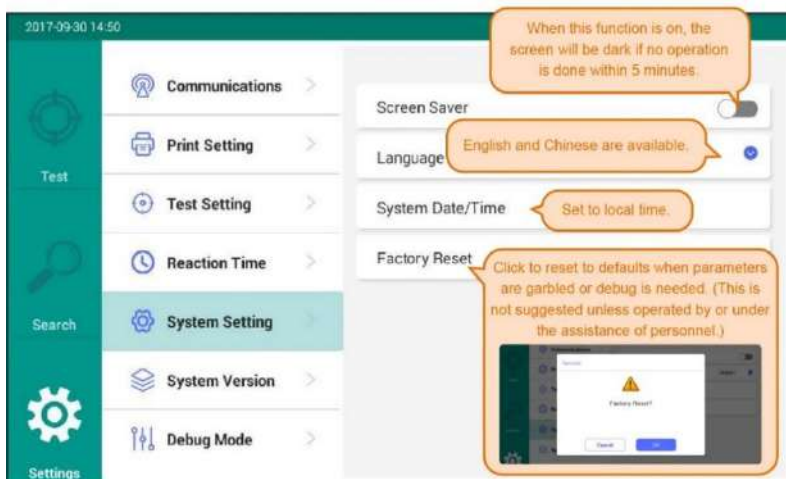 2017-09-30 14:50
When this function is on, the
screen will be dark if no operation
is done within 5 minutes.
Test
Search
Settings
Communications
Print Setting
Test Setting
Reaction Time
System Setting
System Version
Debug Mode
Screen Saver
Language
English and Chinese are available.
System Date/Time
Set to local time.
Factory Reset
Click to reset to defaults when parameters
are garbled or debug is needed. (This is
not suggested unless operated by or under
the assistance of personnel.)
Factory Reset?
Cancel